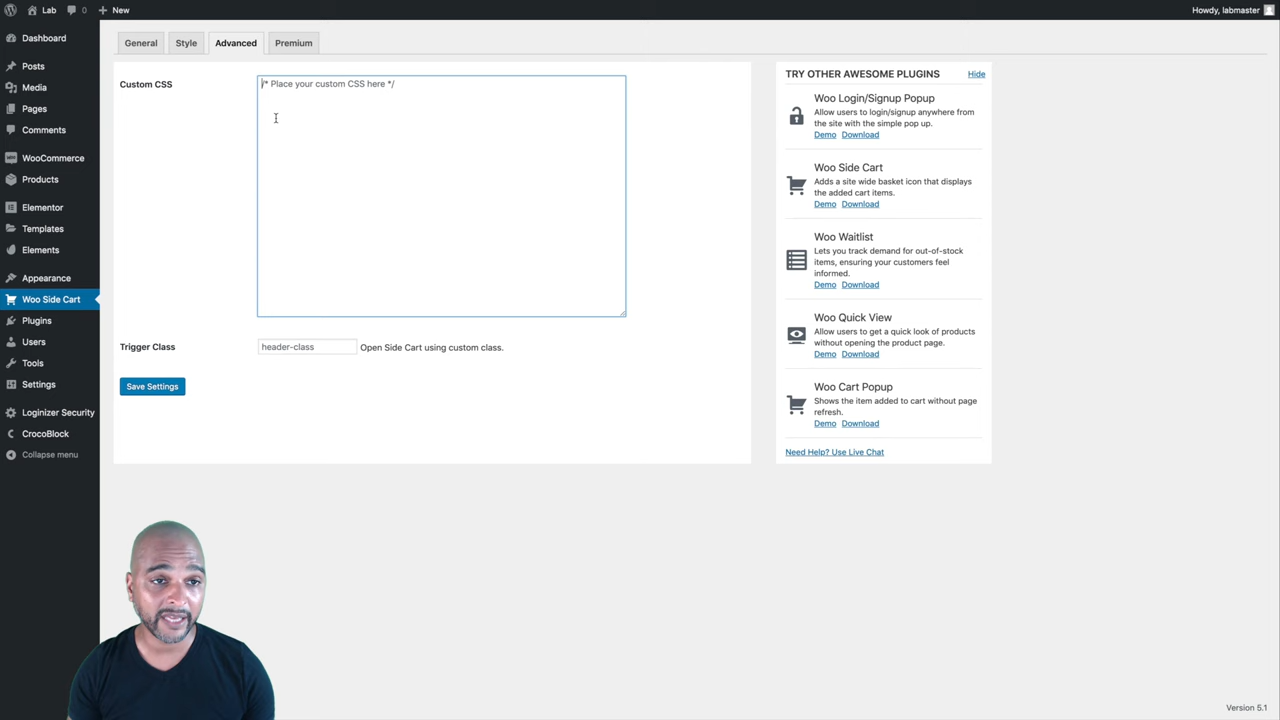 Lab
0
New
Howdy, labmaster
Dashboard
Posts
Media
Pages
Comments
WooCommerce
Products
Elementor
Templates
Elements
Appearance
Woo Side Cart
Plugins
Users
Tools
Settings
Loginizer Security
CrocoBlock
Collapse menu
General
Style
Advanced
Premium
Custom CSS
/* Place your custom CSS here */
Trigger Class
header-class
Open Side Cart using custom class.
Save Settings
TRY OTHER AWESOME PLUGINS
Hide
Woo Login/Signup Popup
Allow users to login/signup anywhere from
the site with the simple pop up.
Demo Download
Woo Side Cart
Adds a site wide basket icon that displays
the added cart items.
Demo Download
Woo Waitlist
Lets you track demand for out-of-stock
items, ensuring your customers feel
informed.
Demo Download
Woo Quick View
Allow users to get a quick look of products
without opening the product page.
Demo Download
Woo Cart Popup
Shows the item added to cart without page
refresh.
Demo Download
Need Help? Use Live Chat
Version 5.1